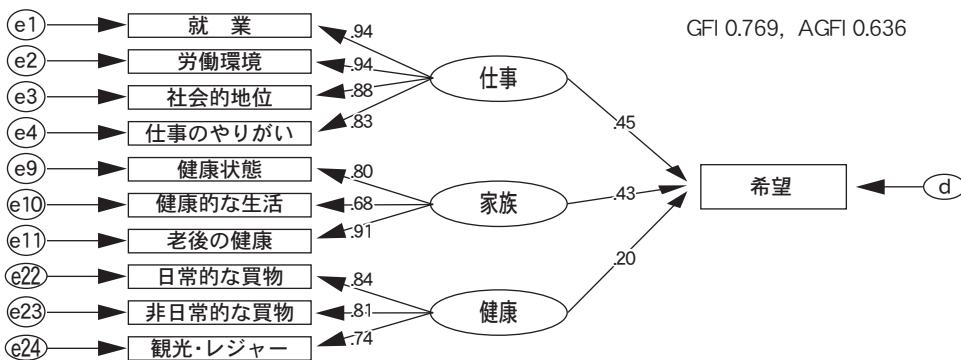 GFI 0.769, AGFI 0.636
e1 就 業 .94
e2 労働環境 .94
e3 社会的地位 .88
e4 仕事のやりがい .83
仕事 .45
e9 健康状態 .80
e10 健康的な生活 .68
e11 老後の健康 .91
家族 .43
希望
d
e22 日常的な買物 .84
e23 非日常的な買物 .81
e24 観光・レジャー .74
健康 .20